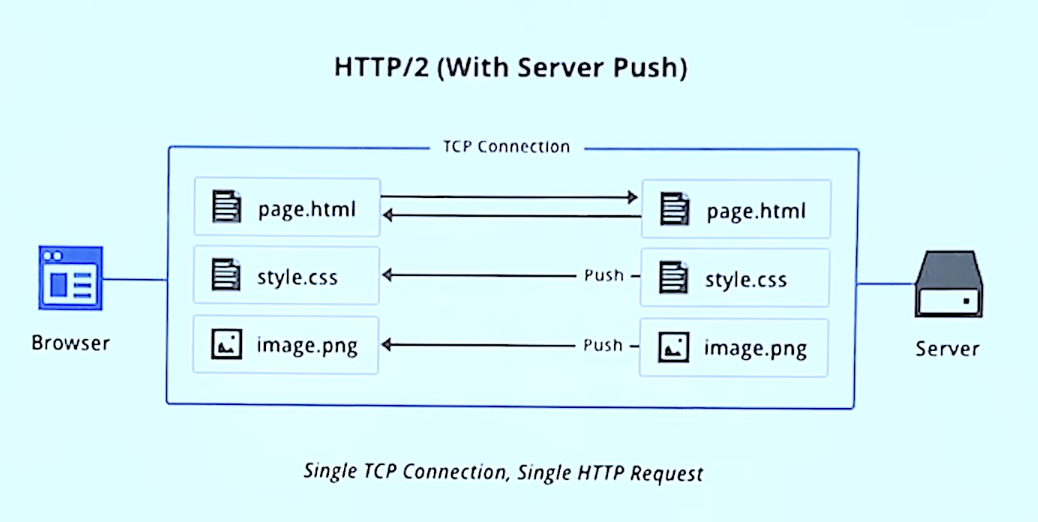 HTTP/2 (With Server Push)
TCP Connection
page.html
page.html
style.css
Push
style.css
image.png
Push
image.png
Browser
Server
Single TCP Connection, Single HTTP Request